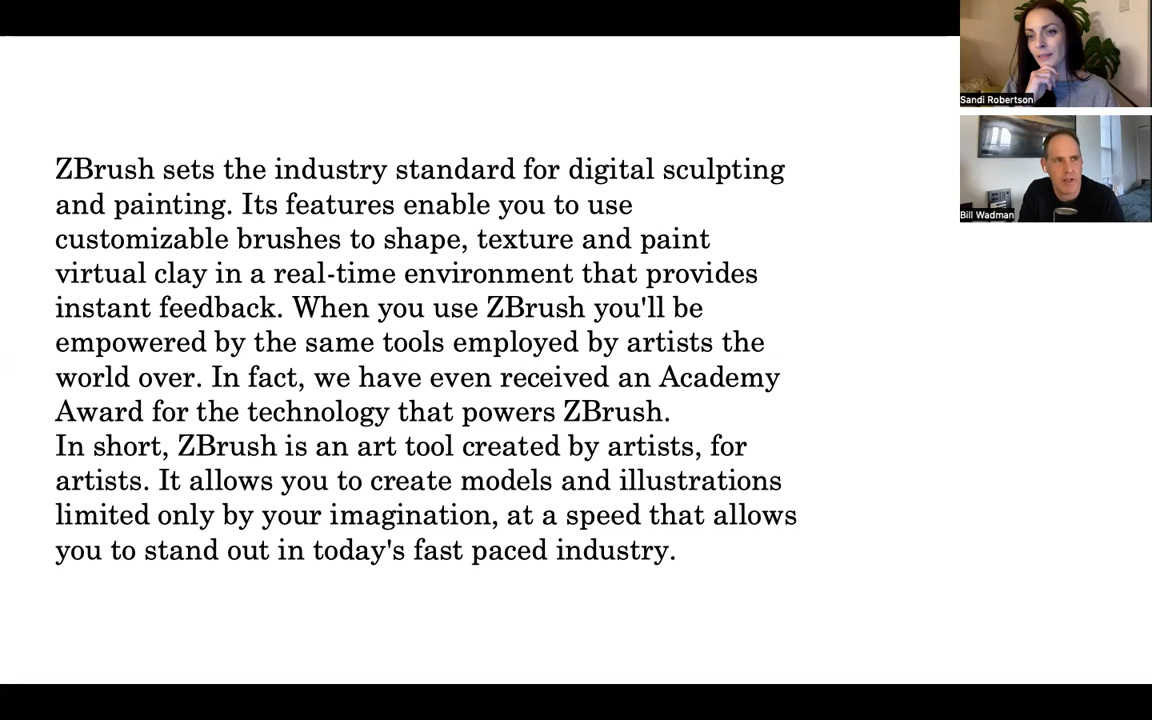 ZBrush sets the industry standard for digital sculpting
and painting. Its features enable you to use
customizable brushes to shape, texture and paint
virtual clay in a real-time environment that provides
instant feedback. When you use ZBrush you'll be
empowered by the same tools employed by artists the
world over. In fact, we have even received an Academy
Award for the technology that powers ZBrush.
In short, ZBrush is an art tool created by artists, for
artists. It allows you to create models and illustrations
limited only by your imagination, at a speed that allows
you to stand out in today's fast paced industry.
Sandi Robertson
Bill Wadman